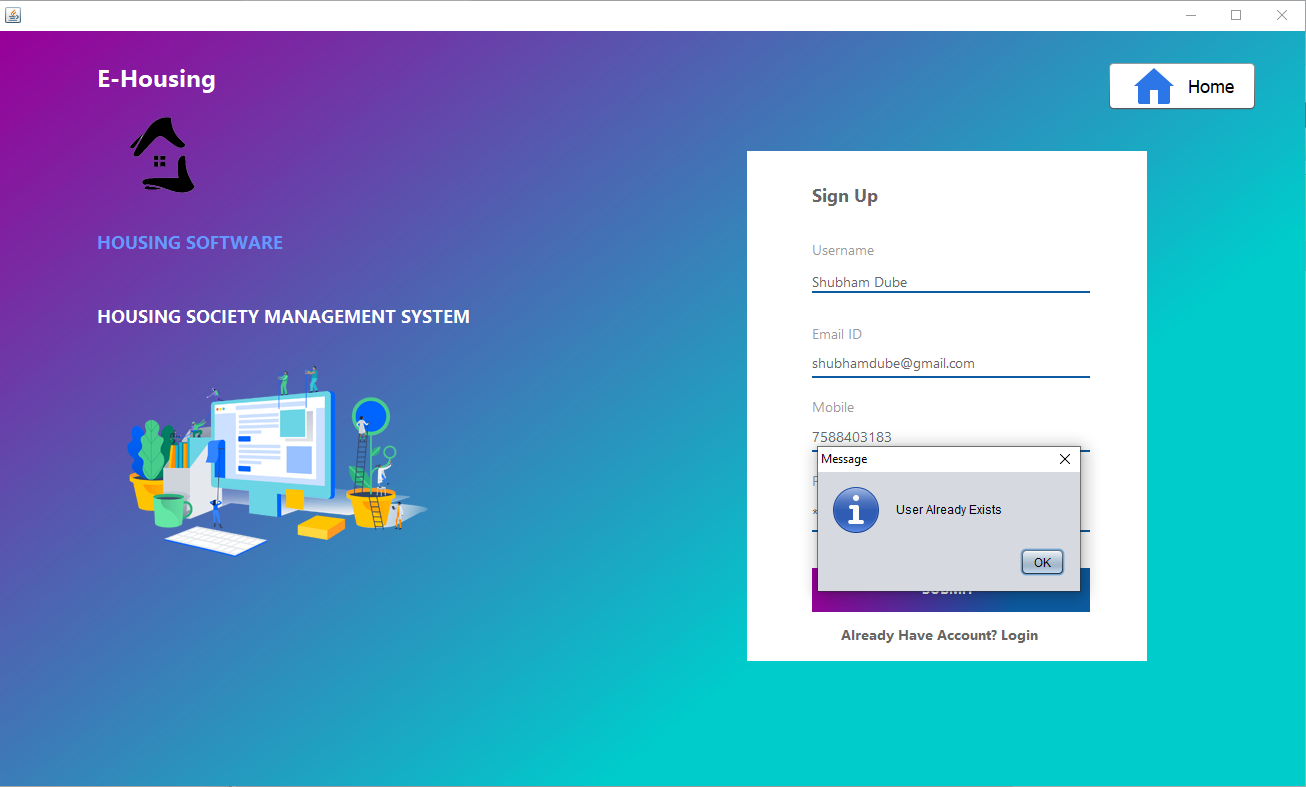 E-Housing
Home
HOUSING SOFTWARE
HOUSING SOCIETY MANAGEMENT SYSTEM
Sign Up
Username
Shubham Dube
Email ID
shubhamdube@gmail.com
Mobile
7588403183
Message
User Already Exists
OK
SUBMIT
Already Have Account? Login